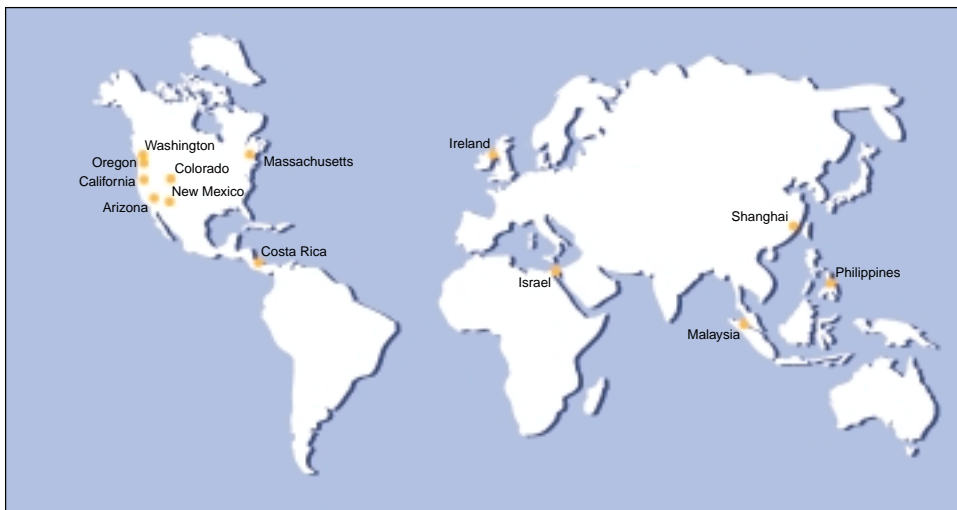 Washington
Oregon
Colorado
Massachusetts
California
New Mexico
Arizona
Costa Rica
Ireland
Israel
Shanghai
Philippines
Malaysia